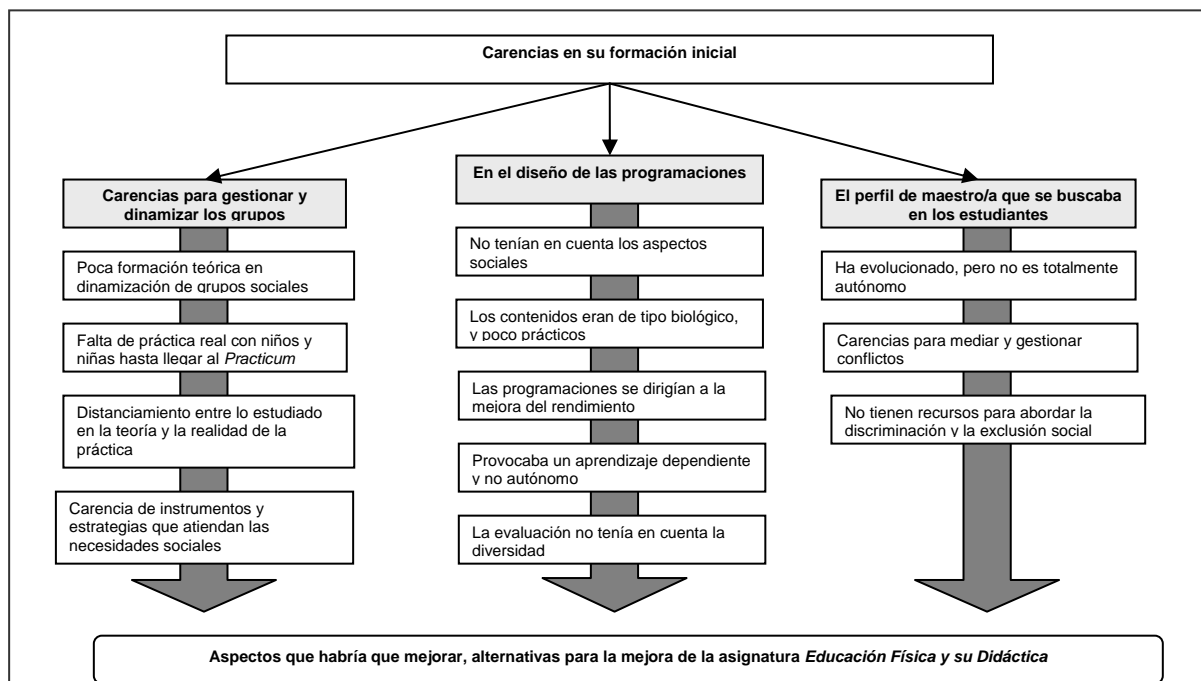 Carencias en su formación inicial
Carencias para gestionar y
dinamizar los grupos
Poca formación teórica en
dinamización de grupos sociales
Falta de práctica real con niños y
niñas hasta llegar al Practicum
Distanciamiento entre lo estudiado
en la teoría y la realidad de la
práctica
Carencia de instrumentos y
estrategias que atiendan las
necesidades sociales
En el diseño de las programaciones
No tenían en cuenta los aspectos
sociales
Los contenidos eran de tipo biológico,
y poco prácticos
Las programaciones se dirigían a la
mejora del rendimiento
Provocaba un aprendizaje dependiente
y no autónomo
La evaluación no tenía en cuenta la
diversidad
El perfil de maestro/a que se buscaba
en los estudiantes
Ha evolucionado, pero no es totalmente
autónomo
Carencias para mediar y gestionar
conflictos
No tienen recursos para abordar la
discriminación y la exclusión social
Aspectos que habría que mejorar, alternativas para la mejora de la asignatura Educación Física y su Didáctica